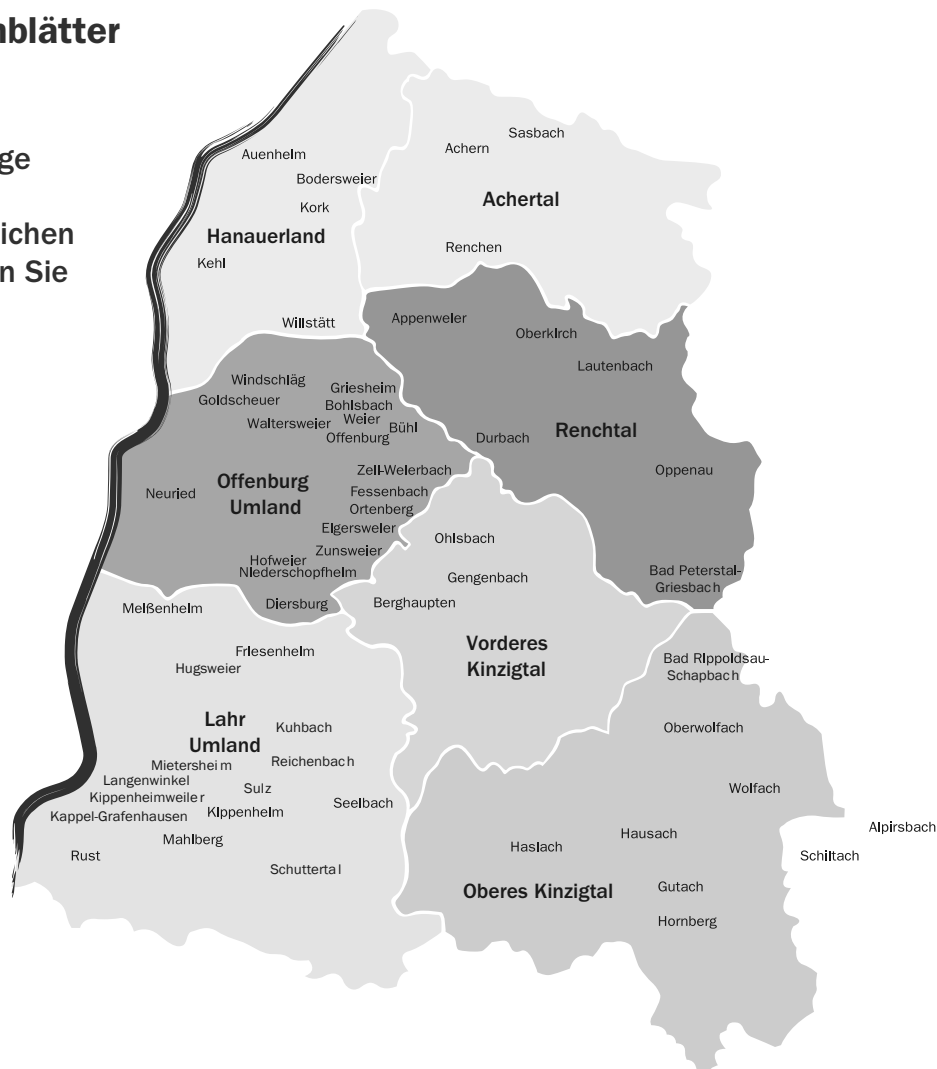 nblätter
ge
ichen
n Sie
Sasbach
Achern
Auenheim
Bodersweier
Achertal
Kork
Hanauerland
Renchen
Kehl
Willstätt
Appenweier
Oberkirch
Lautenbach
Windschläg
Griesheim
Goldscheuer
Bohlsbach
Weier
Waltersweier
Bühl
Offenburg
Durbach
Renchtal
Zell-Weierbach
Oppenau
Offenburg
Umland
Neuried
Fessenbach
Ortenberg
Elgersweier
Ohlsbach
Zunsweier
Hofweier
Niederschopfheim
Gengenbach
Bad Peterstal-
Griesbach
Diersburg
Berghaupten
Meißenheim
Vorderes
Kinzigtal
Friesenheim
Hugsweier
Bad Rippoldsau-
Schapbach
Lahr
Umland
Kuhbach
Oberwolfach
Mietersheim
Reichenbach
Langenwinkel
Sulz
Wolfach
Kippenheimweiler
Seelbach
Kappel-Grafenhausen
Kippenheim
Alpirsbach
Mahlberg
Hausach
Haslach
Rust
Schiltach
Schuttertal
Oberes Kinzigtal
Gutach
Hornberg